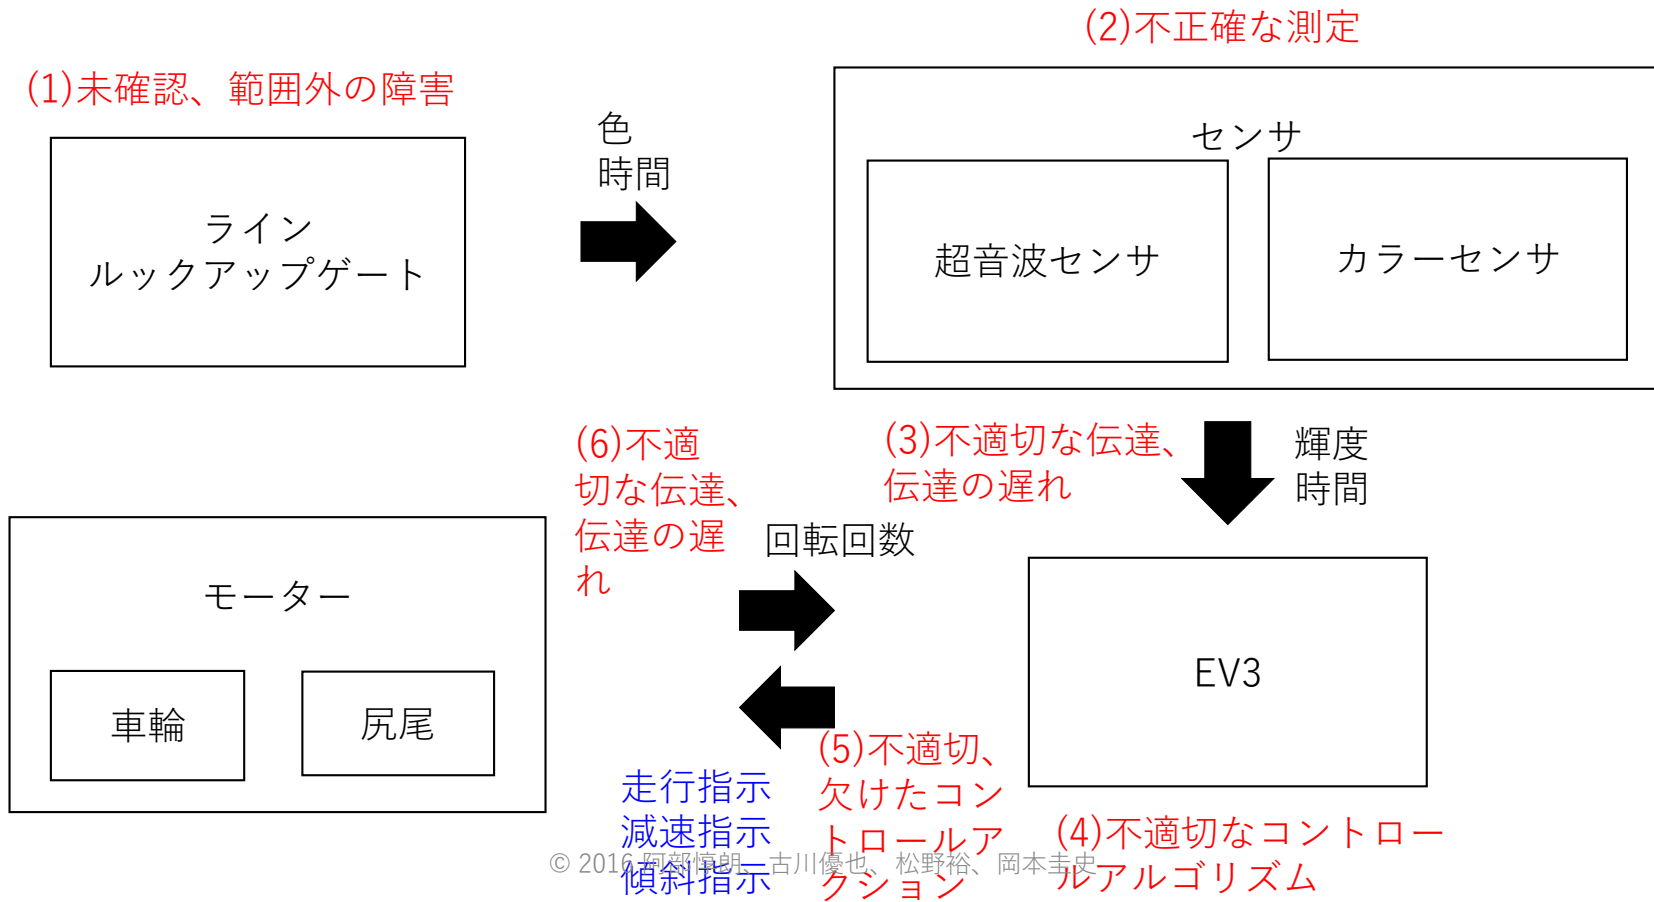 (2)不正確な測定
(1)未確認、範囲外の障害
色
時間
センサ
ライン
ルックアップゲート
超音波センサ
カラーセンサ
(6)不適
切な伝達、
伝達の遅
れ
(3)不適切な伝達、
伝達の遅れ
輝度
時間
回転回数
モーター
車輪
尻尾
EV3
走行指示
減速指示
傾斜指示
(5)不適切、
欠けたコン
トロールア
クション
(4)不適切なコントロー
ルアルゴリズム
© 2016 阿部惇朗、古川優也、松野裕、岡本圭史